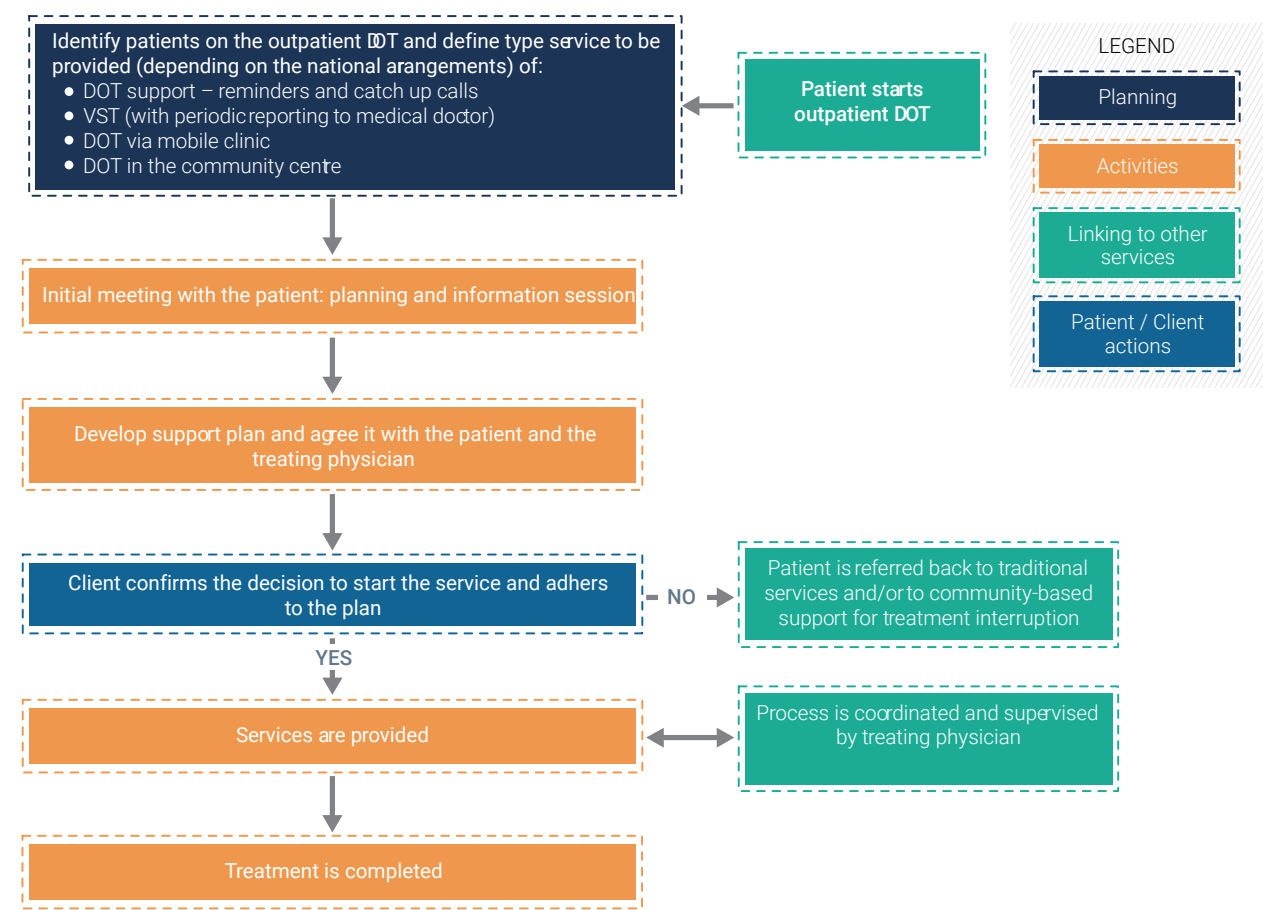 Identify patients on the outpatient DOT and define type service to be
provided (depending on the national arangements) of:
• DOT support – reminders and catch up calls
• VST (with periodic reporting to medical doctor)
• DOT via mobile clinic
• DOT in the community centre
Patient starts
outpatient DOT
LEGEND
Planning
Activities
Linking to other
services
Patient / Client
actions
Initial meeting with the patient: planning and information session
Develop support plan and agree it with the patient and the
treating physician
Client confirms the decision to start the service and adhers
to the plan
NO
Patient is referred back to traditional
services and/or to community-based
support for treatment interruption
YES
Services are provided
Process is coordinated and supervised
by treating physician
Treatment is completed